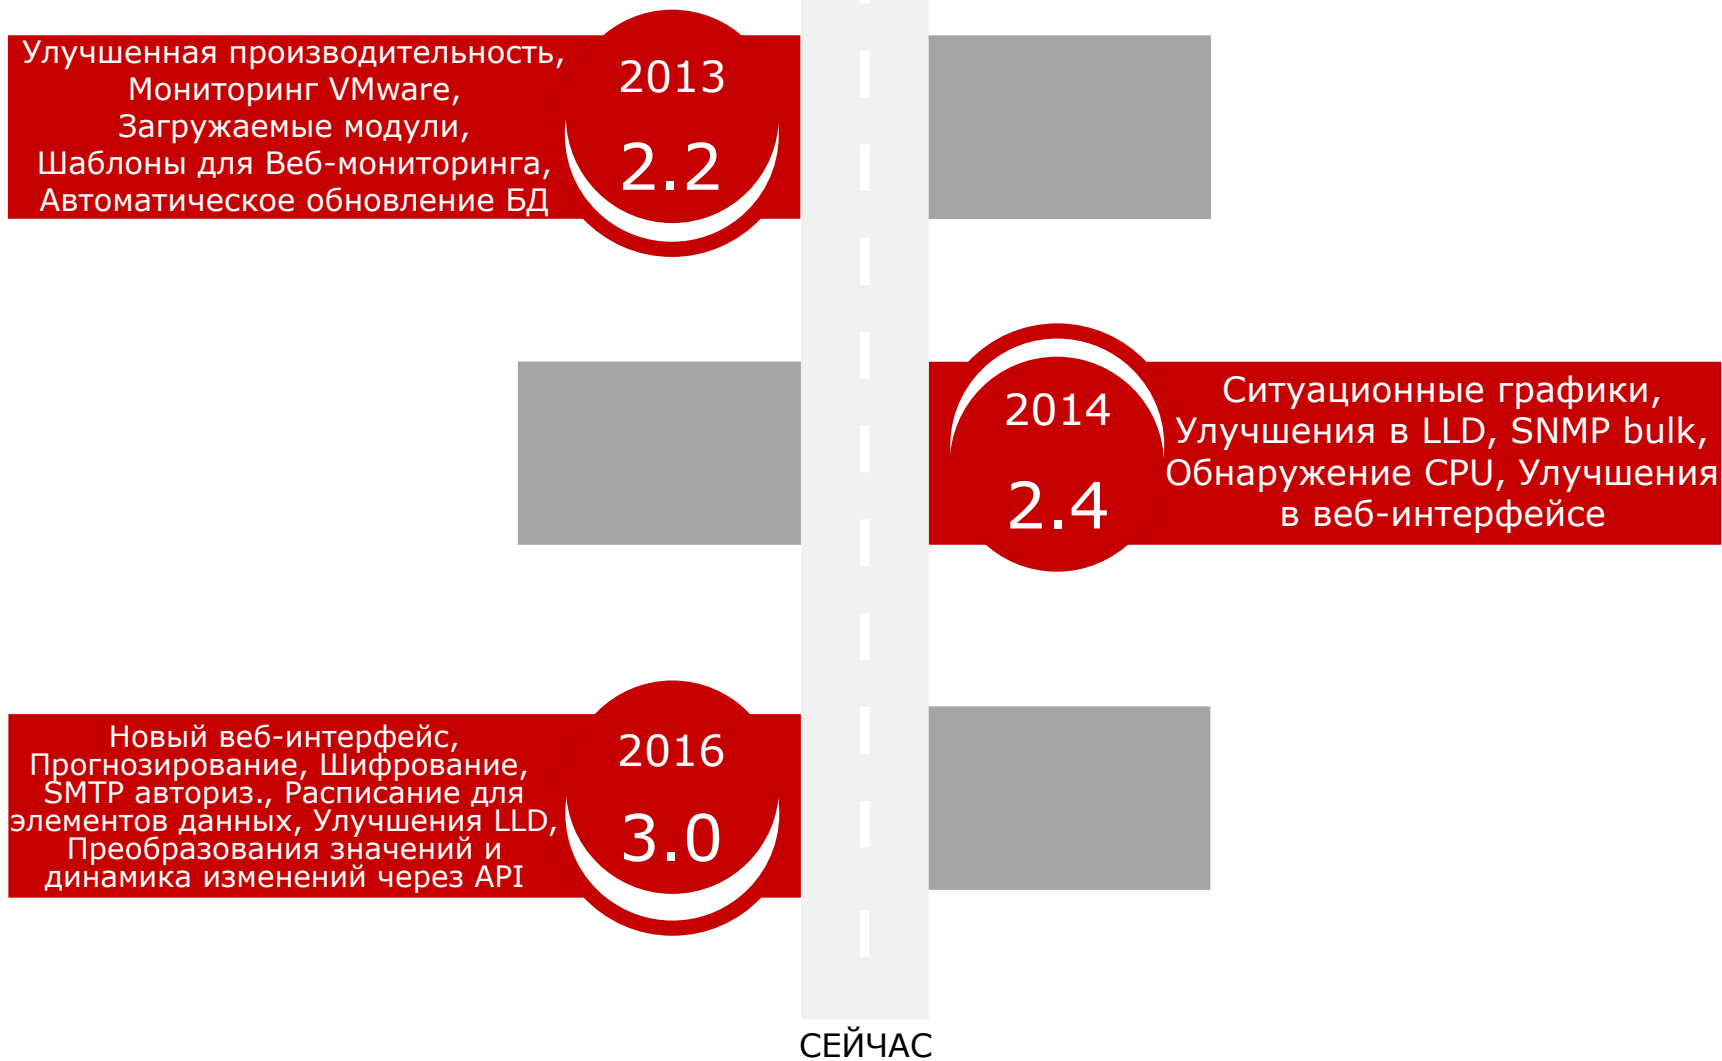 Улучшенная производительность,
Мониторинг VMware,
Загружаемые модули,
Шаблоны для Веб-мониторинга,
Автоматическое обновление БД
2013
2.2
2014
2.4
Ситуационные графики,
Улучшения в LLD, SNMP bulk,
Обнаружение CPU, Улучшения
в веб-интерфейсе
Новый веб-интерфейс,
Прогнозирование, Шифрование,
SMTP авториз., Расписание для
элементов данных, Улучшения LLD,
Преобразования значений и
динамика изменений через API
2016
3.0
СЕЙЧАС